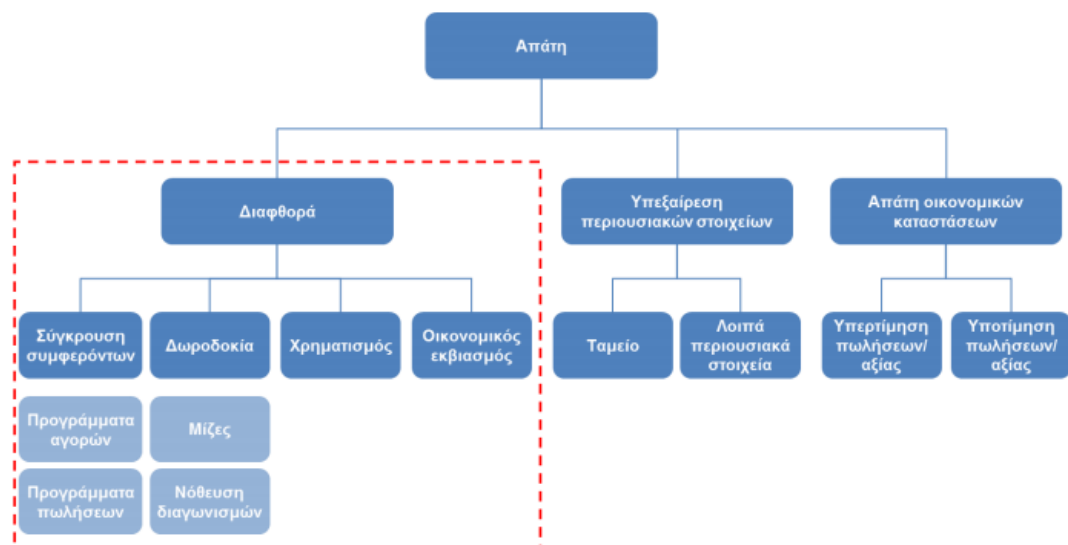 Απάτη
Διαφθορά
Υπεξαίρεση
περιουσιακών στοιχείων
Απάτη οικονομικών
καταστάσεων
Σύγκρουση
συμφερόντων
Δωροδοκία
Χρηματισμός
Οικονομικός
εκβιασμός
Ταμείο
Λοιπά
περιουσιακά
στοιχεία
Υπερτίμηση
πωλήσεων/
αξίας
Υποτίμηση
πωλήσεων/
αξίας
Προγράμματα
αγορών
Μίζες
Προγράμματα
πωλήσεων
Νόθευση
διαγωνισμών